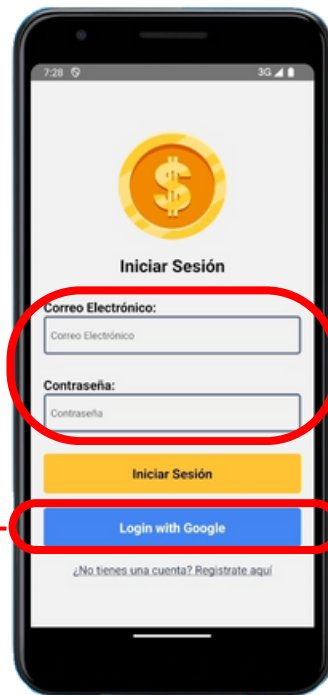 7:28 3G
$
Iniciar Sesión
Correo Electrónico:
Correo Electrónico
Contraseña:
Contraseña
Iniciar Sesión
Login with Google
¿No tienes una cuenta? Registrate aquí